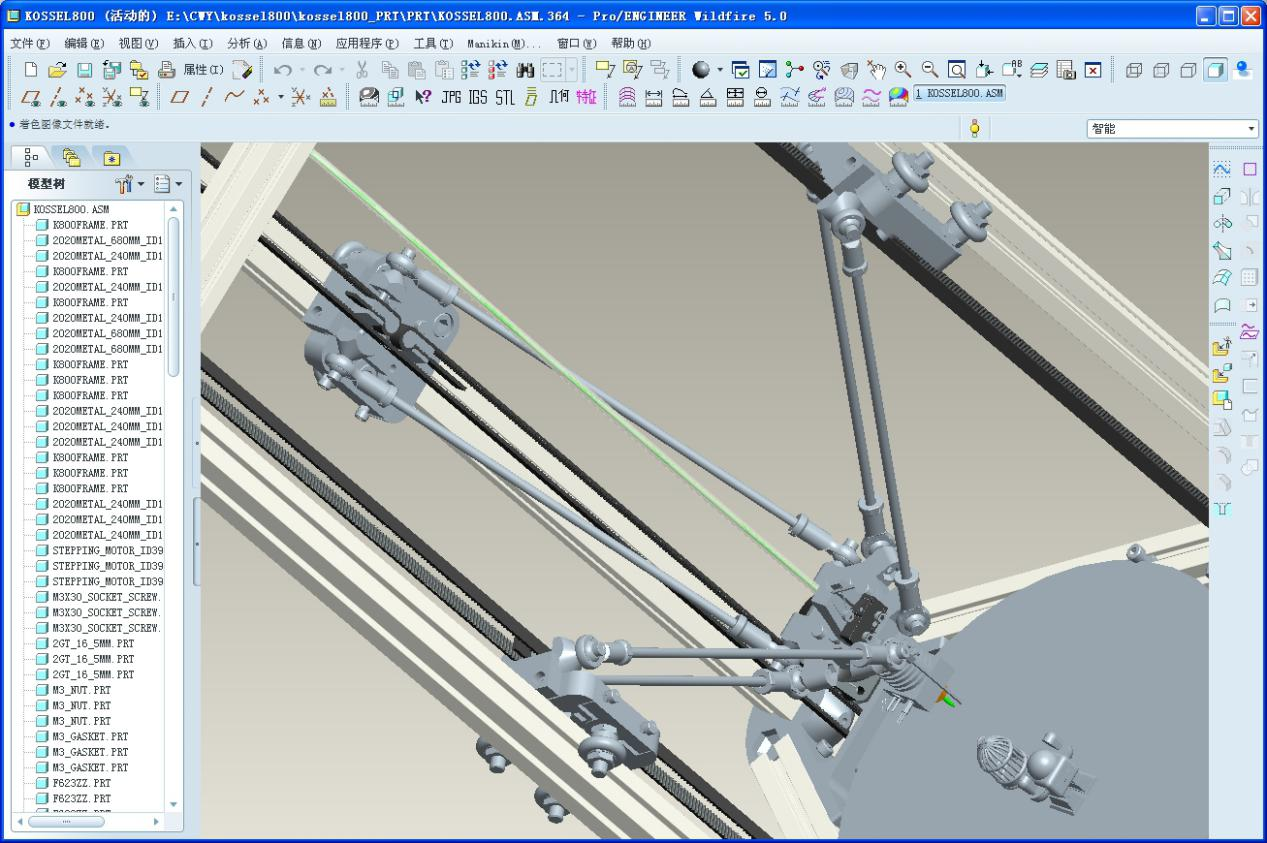 KOSSEL800 (活动的) E:\CWY\kossel800\kossel800_PRT\PRT\KOSSEL800.ASM.364 - Pro/ENGINEER Wildfire 5.0
文件(F) 编辑(E) 视图(V) 插入(I) 分析(A) 信息(N) 应用程序(P) 工具(T) Manikin(M)... 窗口(W) 帮助(H)
属性(I)
JPG IGS STL 几何 特征 1 KOSSEL800.ASM
着色图像文件就绪。
智能
模型树
KOSSEL800.ASM
K800FRAME.PRT
2020METAL_680MM_ID1
2020METAL_240MM_ID1
K800FRAME.PRT
2020METAL_240MM_ID1
K800FRAME.PRT
2020METAL_240MM_ID1
2020METAL_680MM_ID1
2020METAL_680MM_ID1
K800FRAME.PRT
K800FRAME.PRT
K800FRAME.PRT
2020METAL_240MM_ID1
2020METAL_240MM_ID1
2020METAL_240MM_ID1
K800FRAME.PRT
K800FRAME.PRT
K800FRAME.PRT
2020METAL_240MM_ID1
2020METAL_240MM_ID1
2020METAL_240MM_ID1
STEPPING_MOTOR_ID39
STEPPING_MOTOR_ID39
STEPPING_MOTOR_ID39
M3X30_SOCKET_SCREW.
M3X30_SOCKET_SCREW.
M3X30_SOCKET_SCREW.
2GT_16_5MM.PRT
2GT_16_5MM.PRT
2GT_16_5MM.PRT
M3_NUT.PRT
M3_NUT.PRT
M3_NUT.PRT
M3_GASKET.PRT
M3_GASKET.PRT
M3_GASKET.PRT
F623ZZ.PRT
F623ZZ.PRT